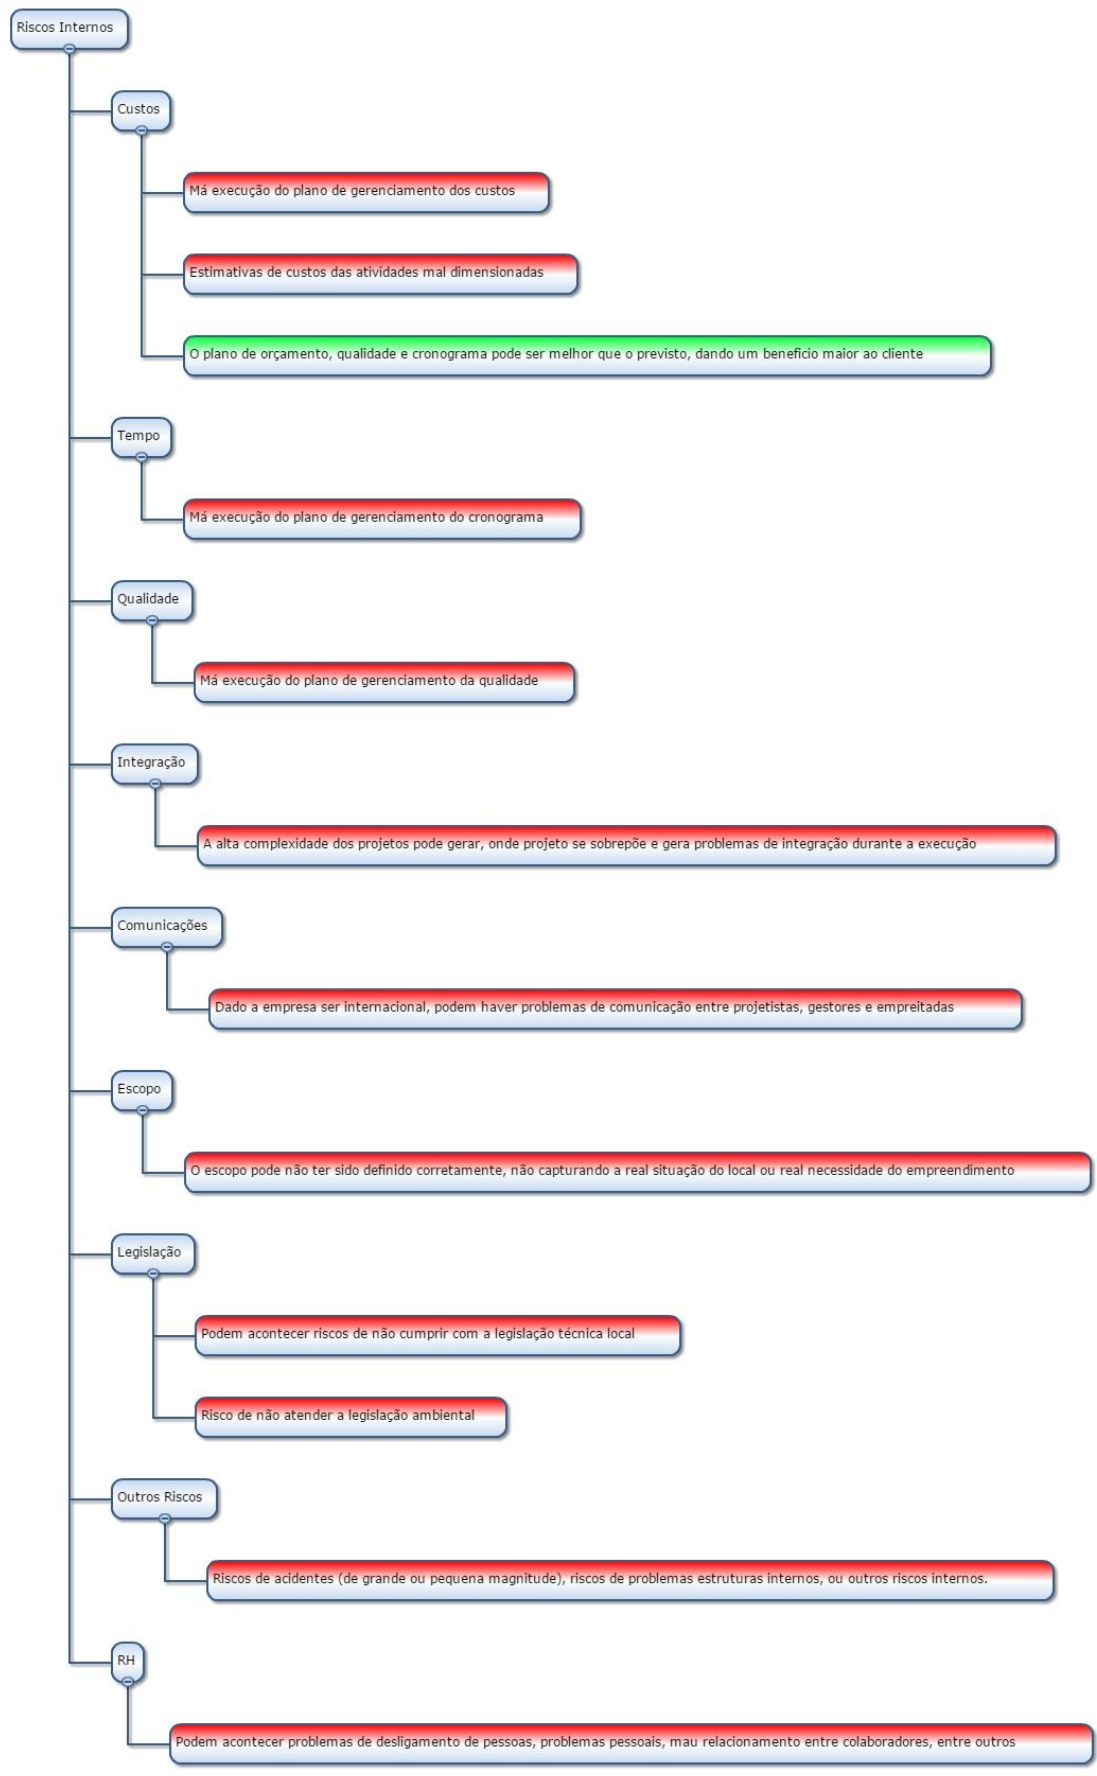 Riscos Internos
Custos
Má execução do plano de gerenciamento dos custos
Estimativas de custos das atividades mal dimensionadas
O plano de orçamento, qualidade e cronograma pode ser melhor que o previsto, dando um beneficio maior ao cliente
Tempo
Má execução do plano de gerenciamento do cronograma
Qualidade
Má execução do plano de gerenciamento da qualidade
Integração
A alta complexidade dos projetos pode gerar, onde projeto se sobrepõe e gera problemas de integração durante a execução
Comunicações
Dado a empresa ser internacional, podem haver problemas de comunicação entre projetistas, gestores e empreitadas
Escopo
O escopo pode não ter sido definido corretamente, não capturando a real situação do local ou real necessidade do empreendimento
Legislação
Podem acontecer riscos de não cumprir com a legislação técnica local
Risco de não atender a legislação ambiental
Outros Riscos
Riscos de acidentes (de grande ou pequena magnitude), riscos de problemas estruturas internos, ou outros riscos internos.
RH
Podem acontecer problemas de desligamento de pessoas, problemas pessoais, mau relacionamento entre colaboradores, entre outros